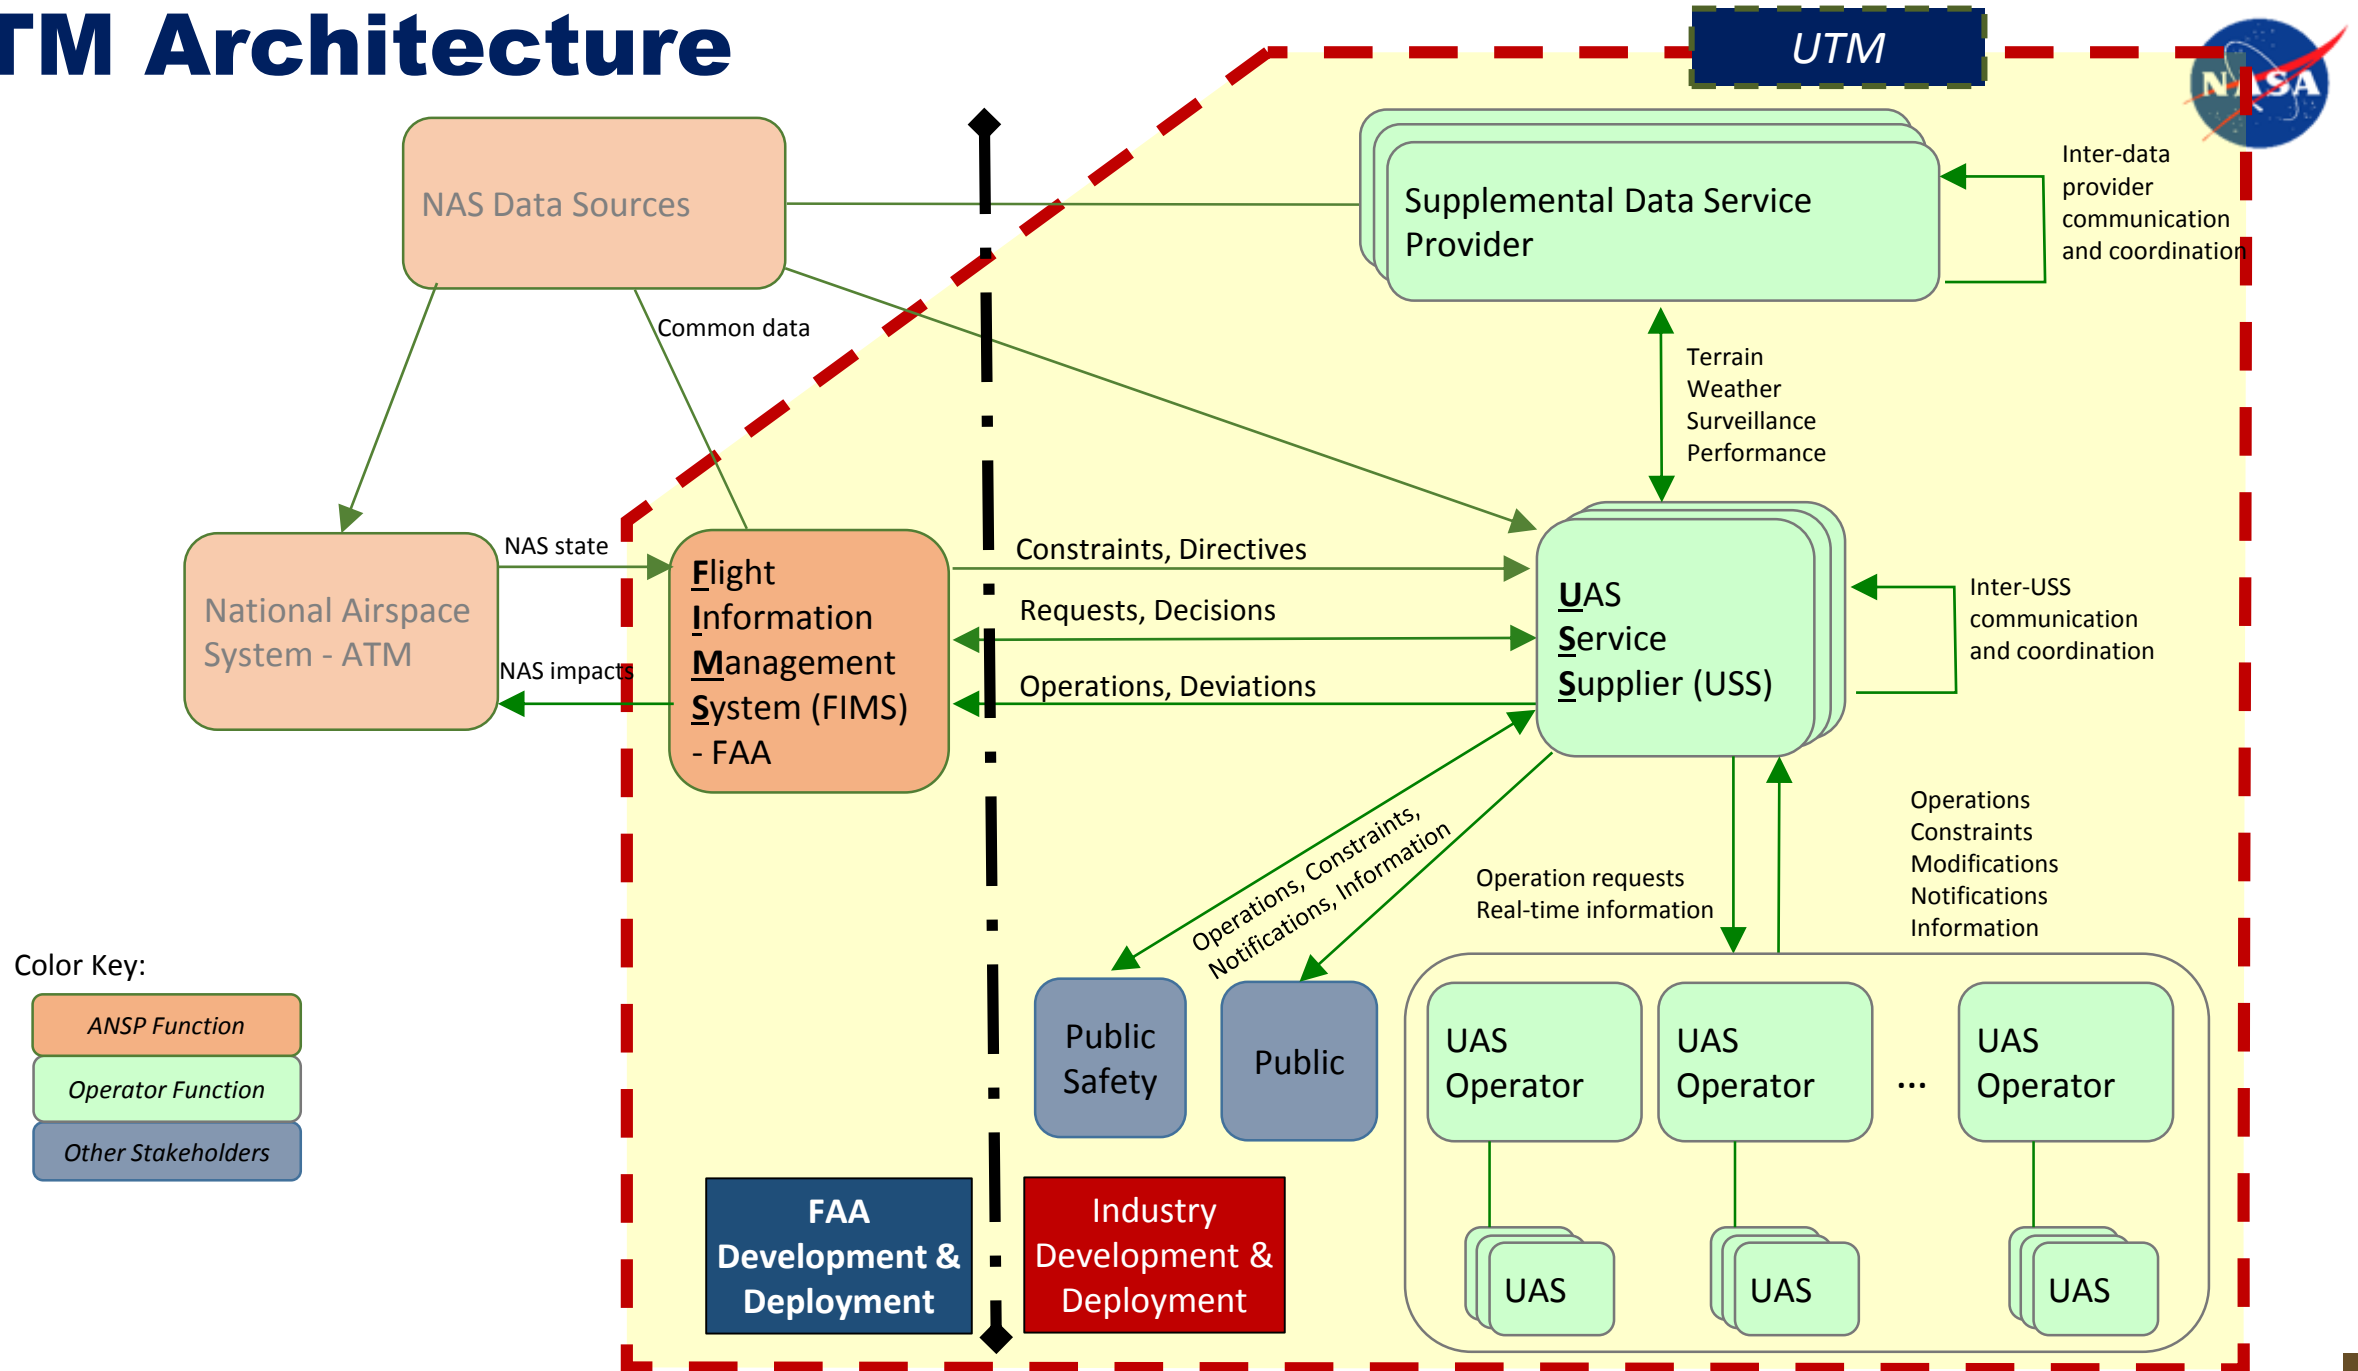 TM Architecture
UTM
NASA
NAS Data Sources
Supplemental Data Service
Provider
Inter-data
provider
communication
and coordination
Common data
Terrain
Weather
Surveillance
Performance
National Airspace
System - ATM
NAS state
NAS impacts
Flight
Information
Management
System (FIMS)
- FAA
Constraints, Directives
Requests, Decisions
Operations, Deviations
UAS
Service
Supplier (USS)
Inter-USS
communication
and coordination
Operations, Constraints,
Notifications, Information
Operation requests
Real-time information
Operations
Constraints
Modifications
Notifications
Information
Color Key:
ANSP Function
Operator Function
Other Stakeholders
Public
Safety
Public
UAS
Operator
UAS
Operator
...
UAS
Operator
UAS
UAS
UAS
FAA
Development &
Deployment
Industry
Development &
Deployment